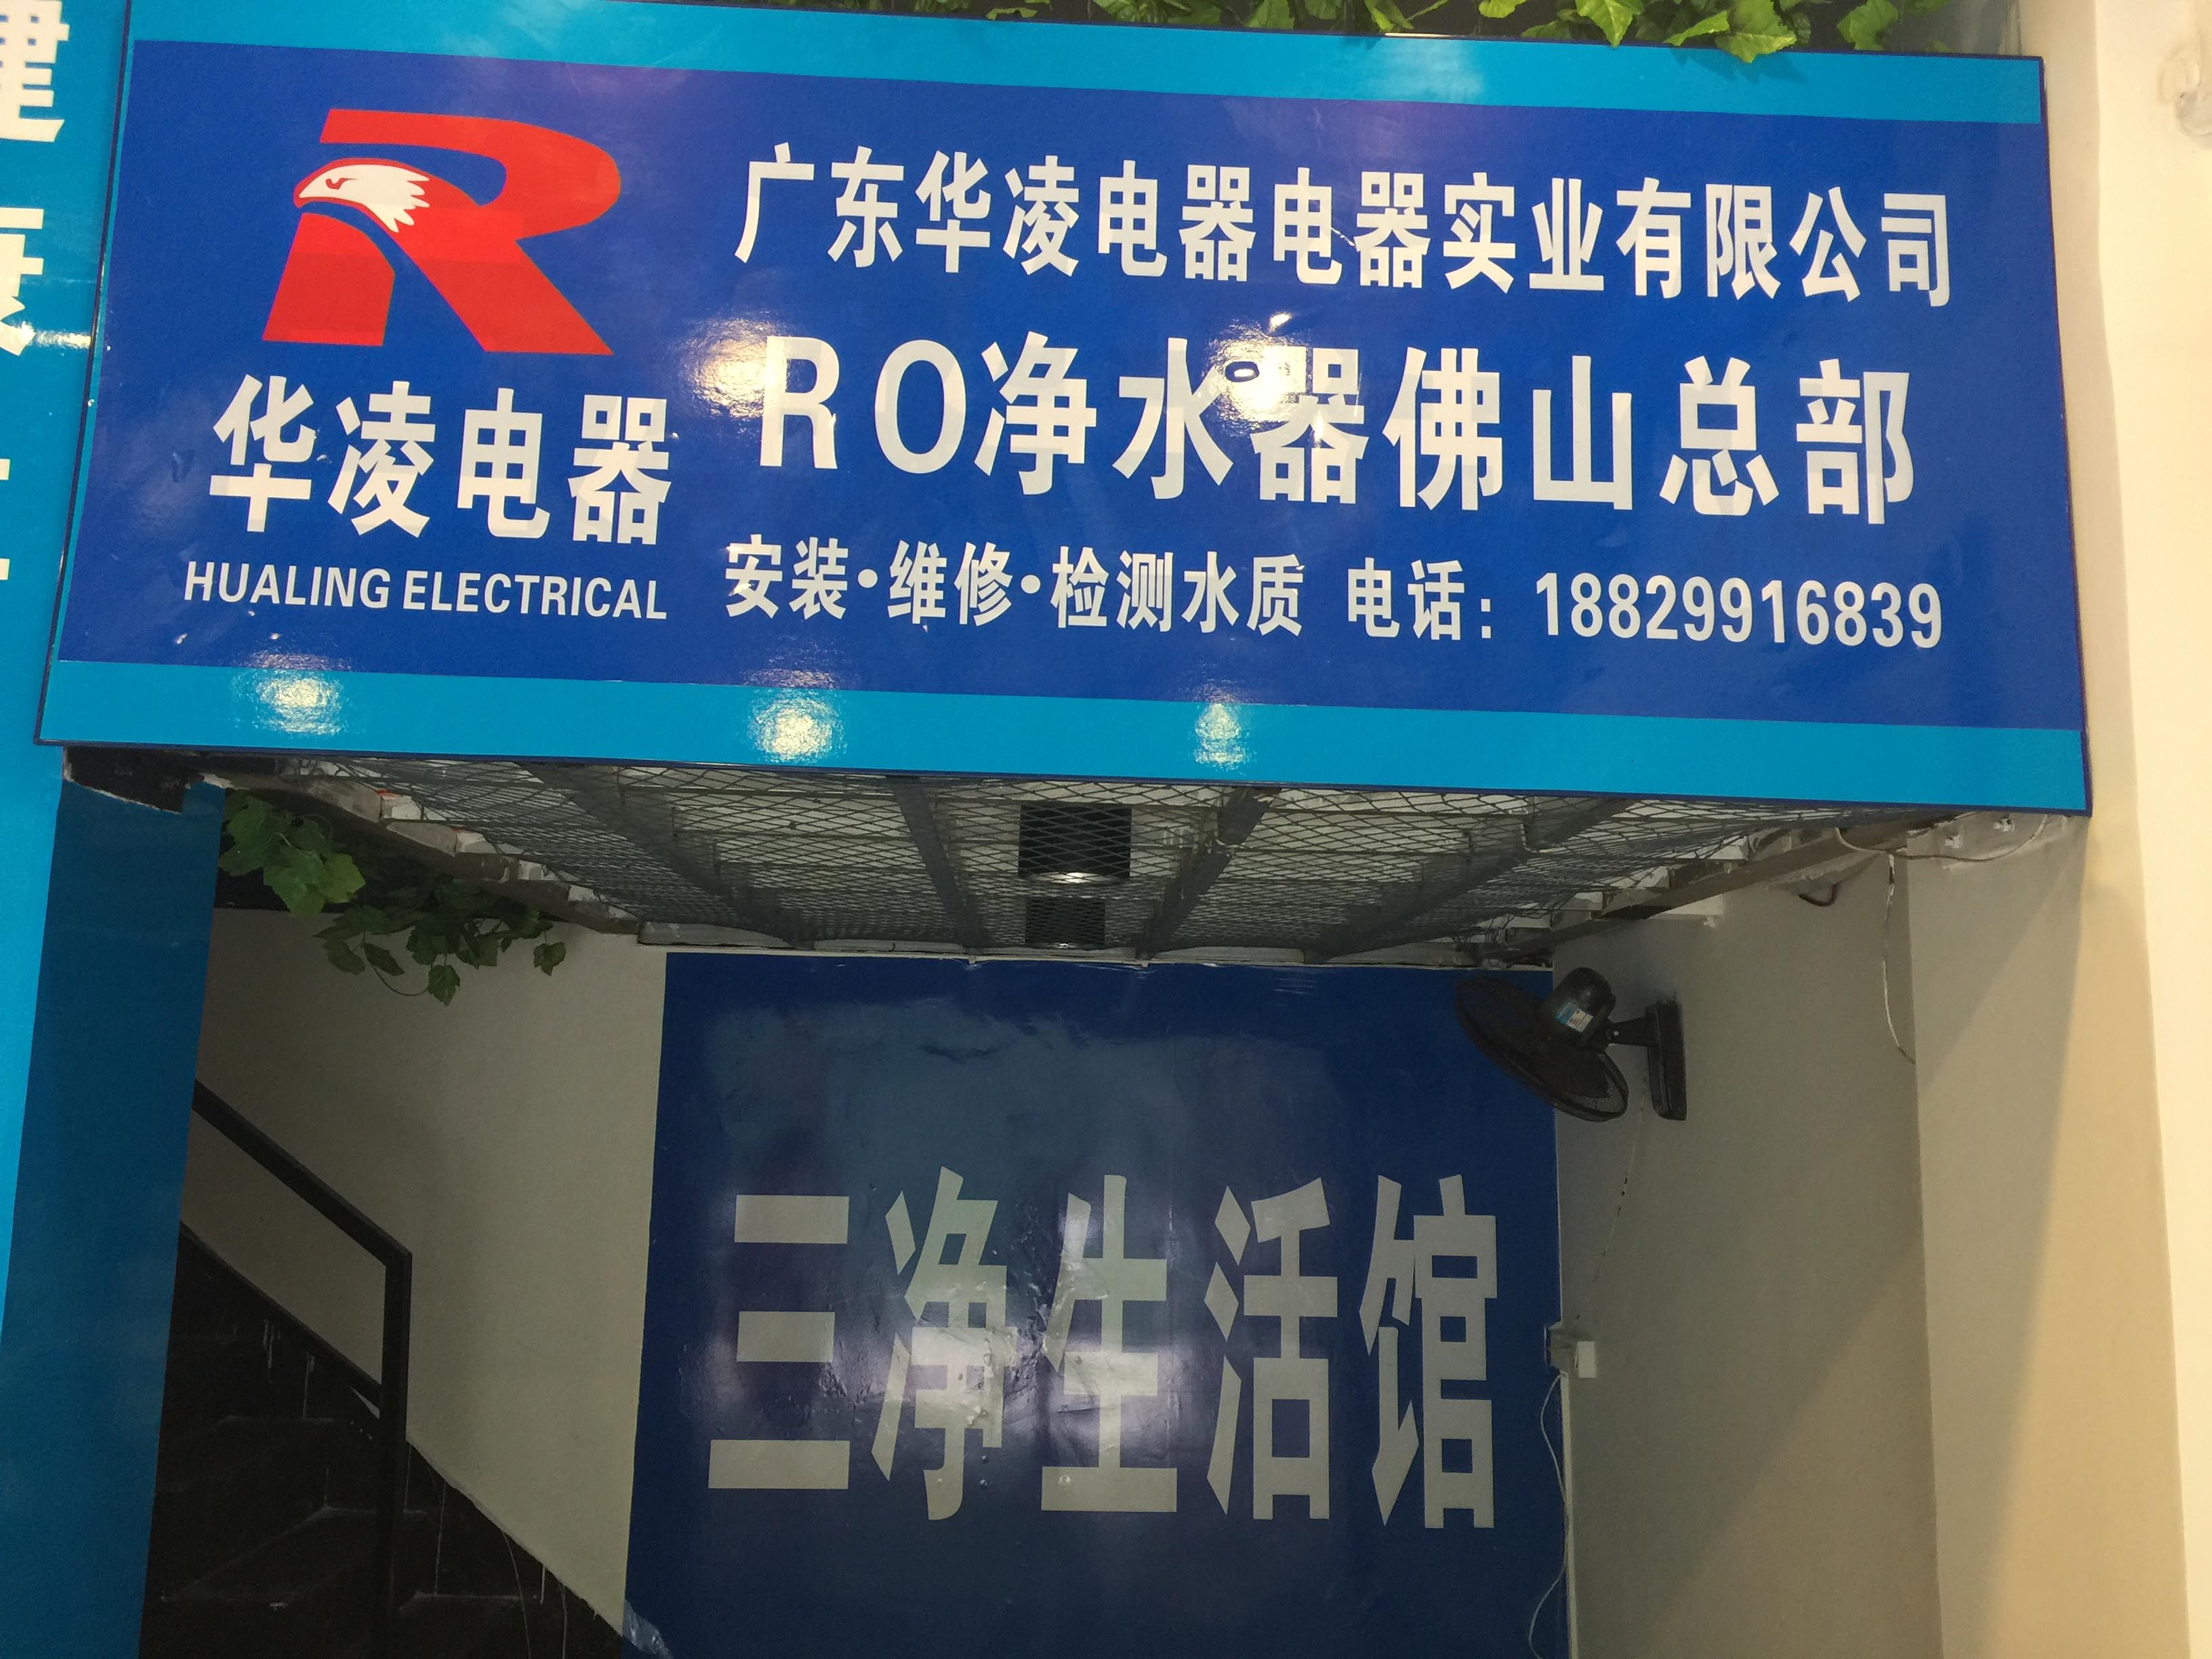 广东华凌电器电器实业有限公司
RO净水器佛山总部
华凌电器
HUALING ELECTRICAL
安装·维修·检测水质 电话：18829916839
三净生活馆